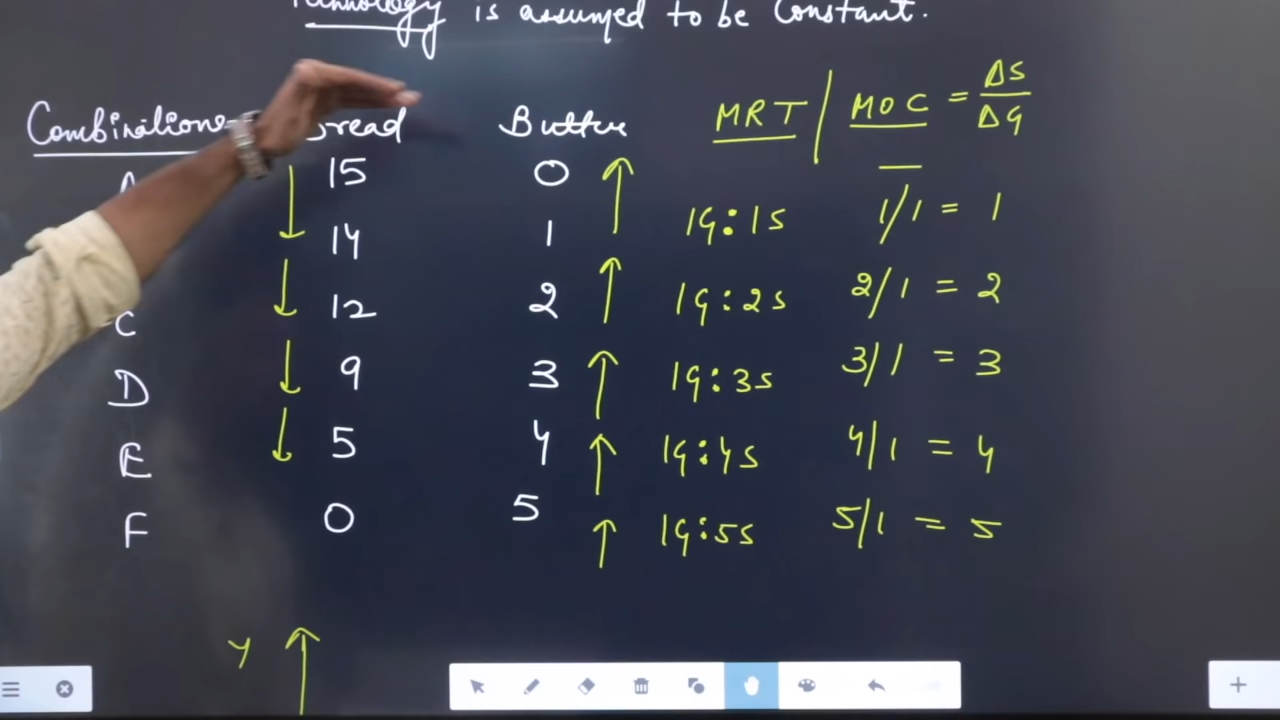 Technology is assumed to be Constant.
Combinations Bread Butter MRT / MOC = ΔS/ΔG
15 0 —
14 1 1G:1S 1/1 = 1
C 12 2 1G:2S 2/1 = 2
D 9 3 1G:3S 3/1 = 3
E 5 4 1G:4S 4/1 = 4
F 0 5 1G:5S 5/1 = 5
Y